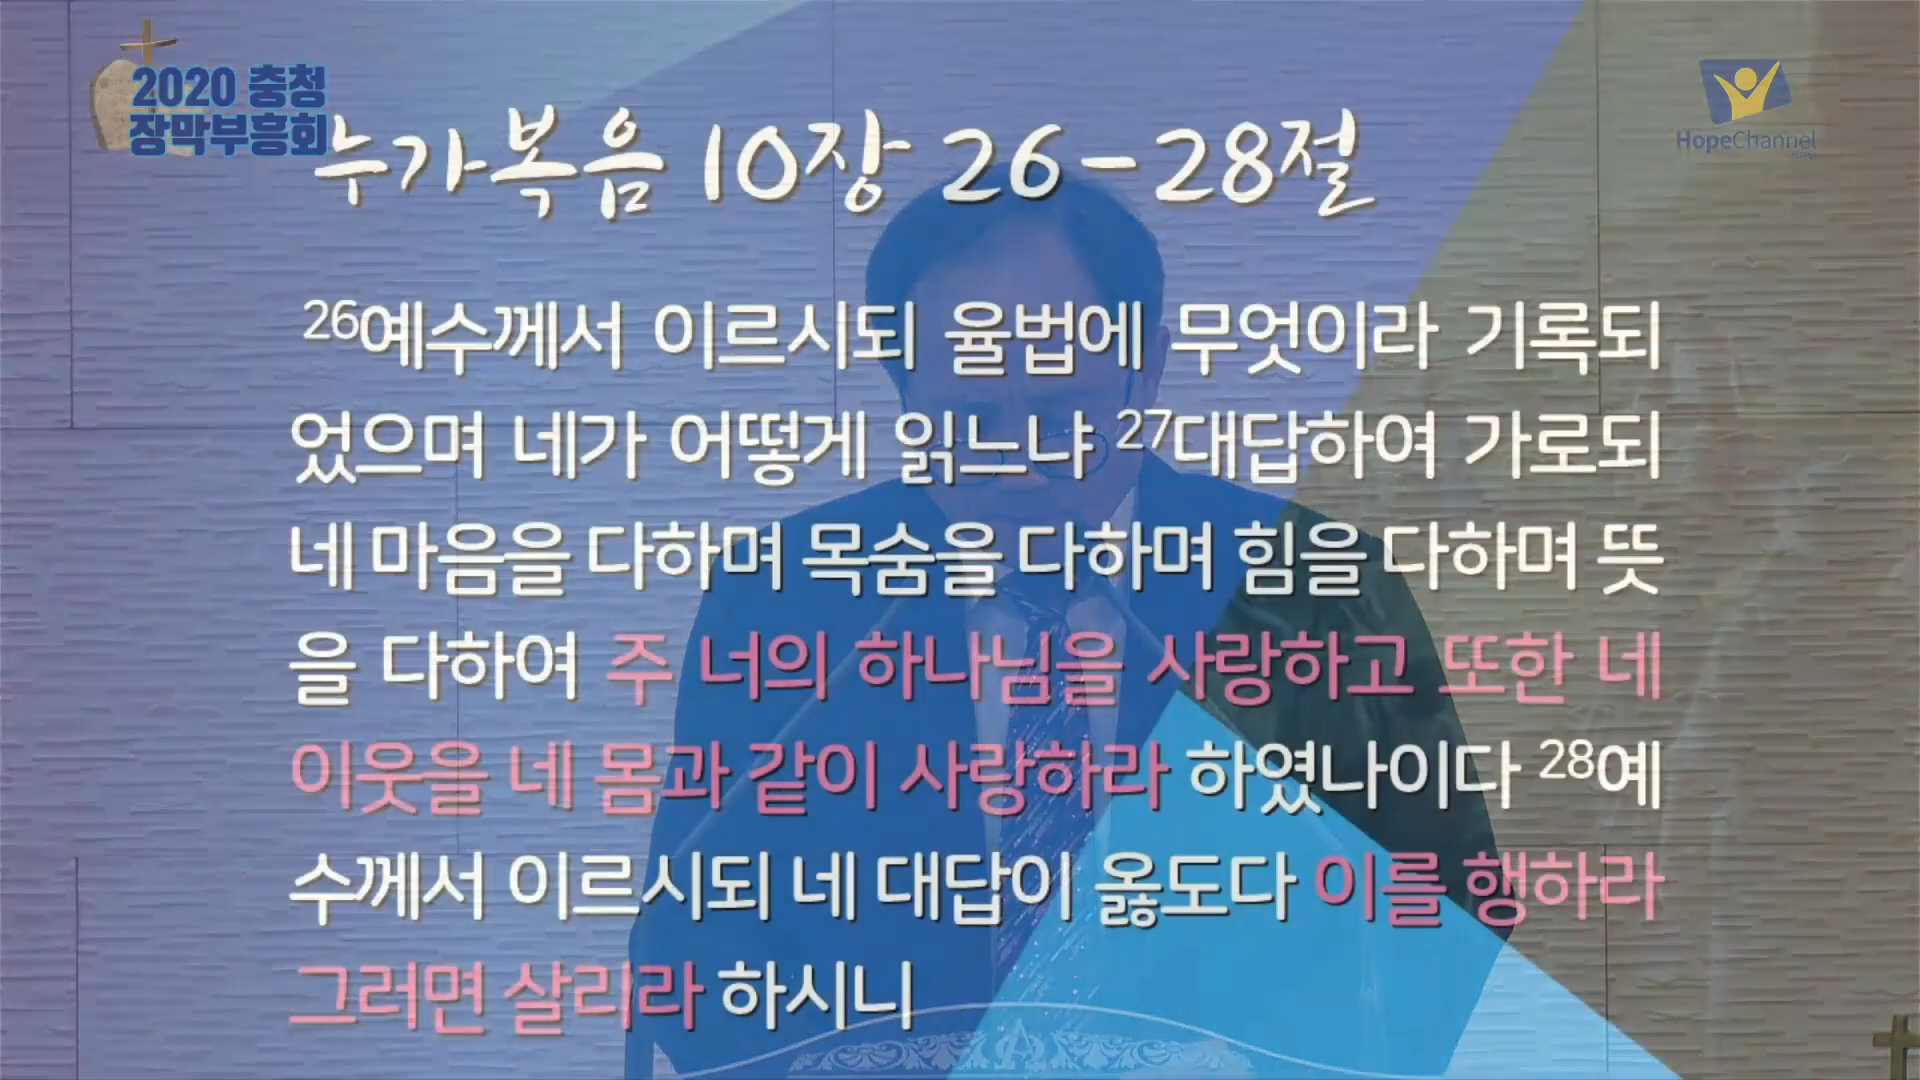 2020 충청
장막부흥회
HopeChannel
누가복음 10장 26-28절
26예수께서 이르시되 율법에 무엇이라 기록되
었으며 네가 어떻게 읽느냐 27대답하여 가로되
네 마음을 다하며 목숨을 다하며 힘을 다하며 뜻
을 다하여 주 너의 하나님을 사랑하고 또한 네
이웃을 네 몸과 같이 사랑하라 하였나이다 28예
수께서 이르시되 네 대답이 옳도다 이를 행하라
그러면 살리라 하시니